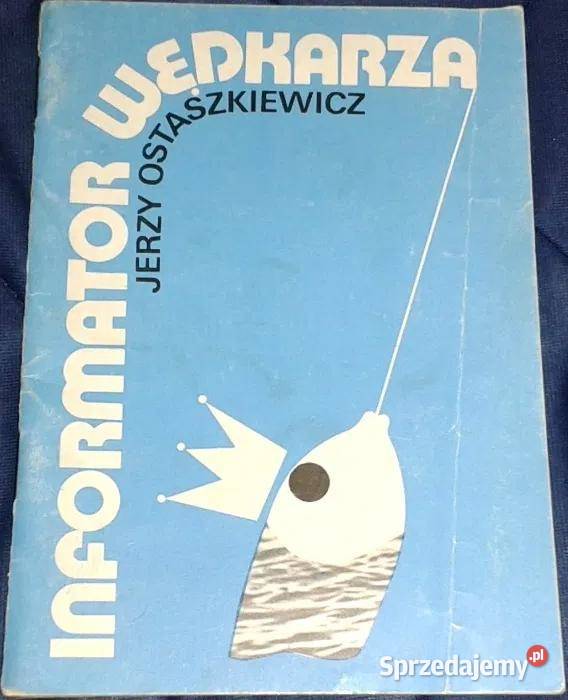 INFORMATOR WĘDKARZA
JERZY OSTASZKIEWICZ
Sprzedajemy.pl